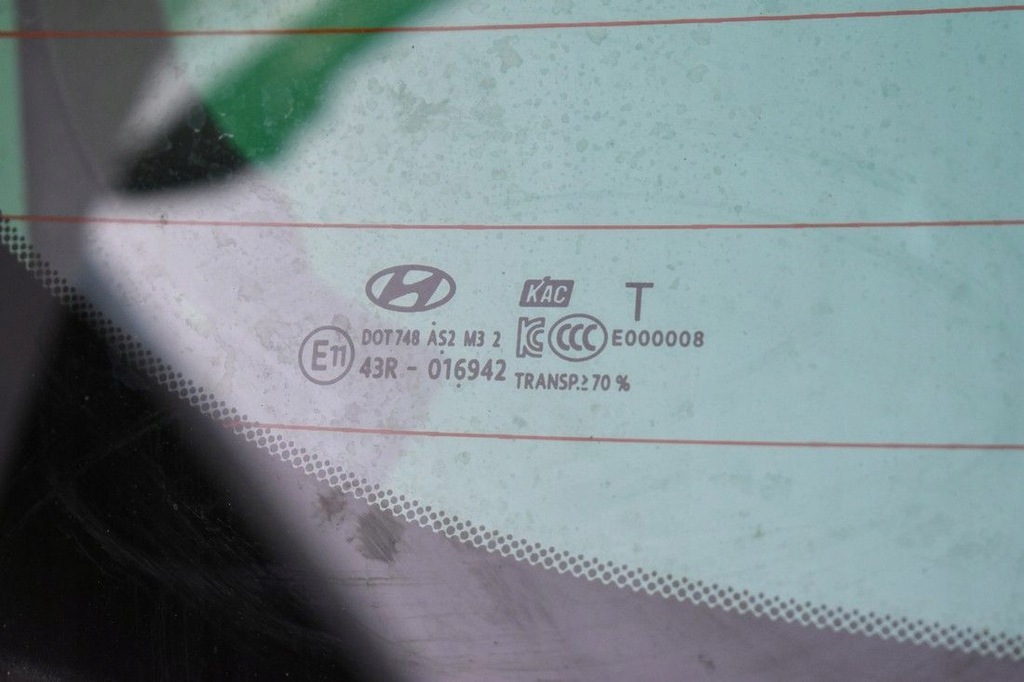 KAC T
DOT748 AS2 M3 2 KC CCC E000008
E11 43R - 016942 TRANSP.≥70 %